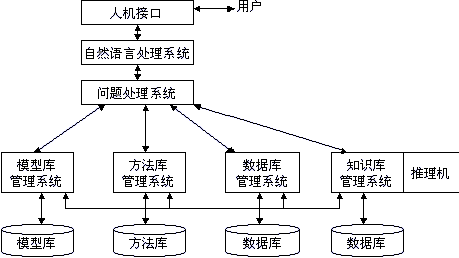 人机接口
用户
自然语言处理系统
问题处理系统
模型库
管理系统
方法库
管理系统
数据库
管理系统
知识库
管理系统
推理机
模型库
方法库
数据库
数据库